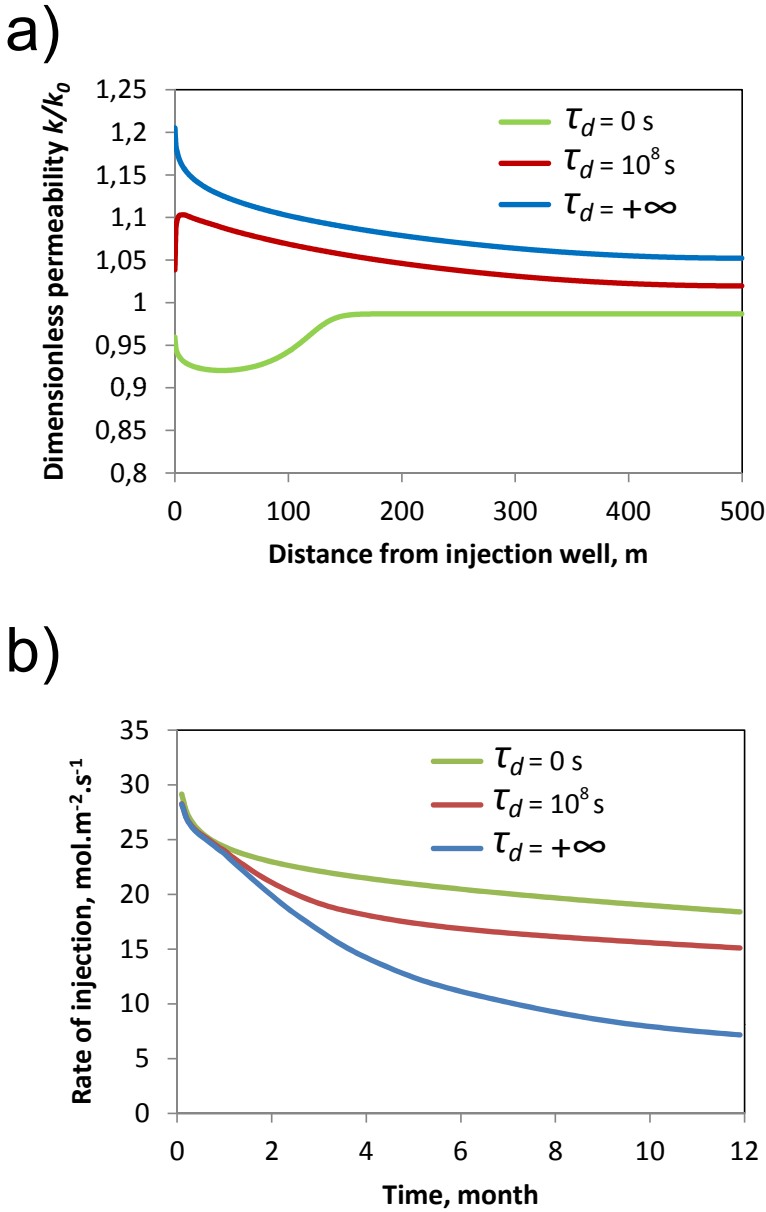 a)
Dimensionless permeability k/k₀
1,25
1,2
1,15
1,1
1,05
1
0,95
0,9
0,85
0,8
τd = 0 s
τd = 10⁸ s
τd = +∞
0 100 200 300 400 500
Distance from injection well, m
b)
Rate of injection, mol.m⁻².s⁻¹
35
30
25
20
15
10
5
0
τd = 0 s
τd = 10⁸ s
τd = +∞
0 2 4 6 8 10 12
Time, month